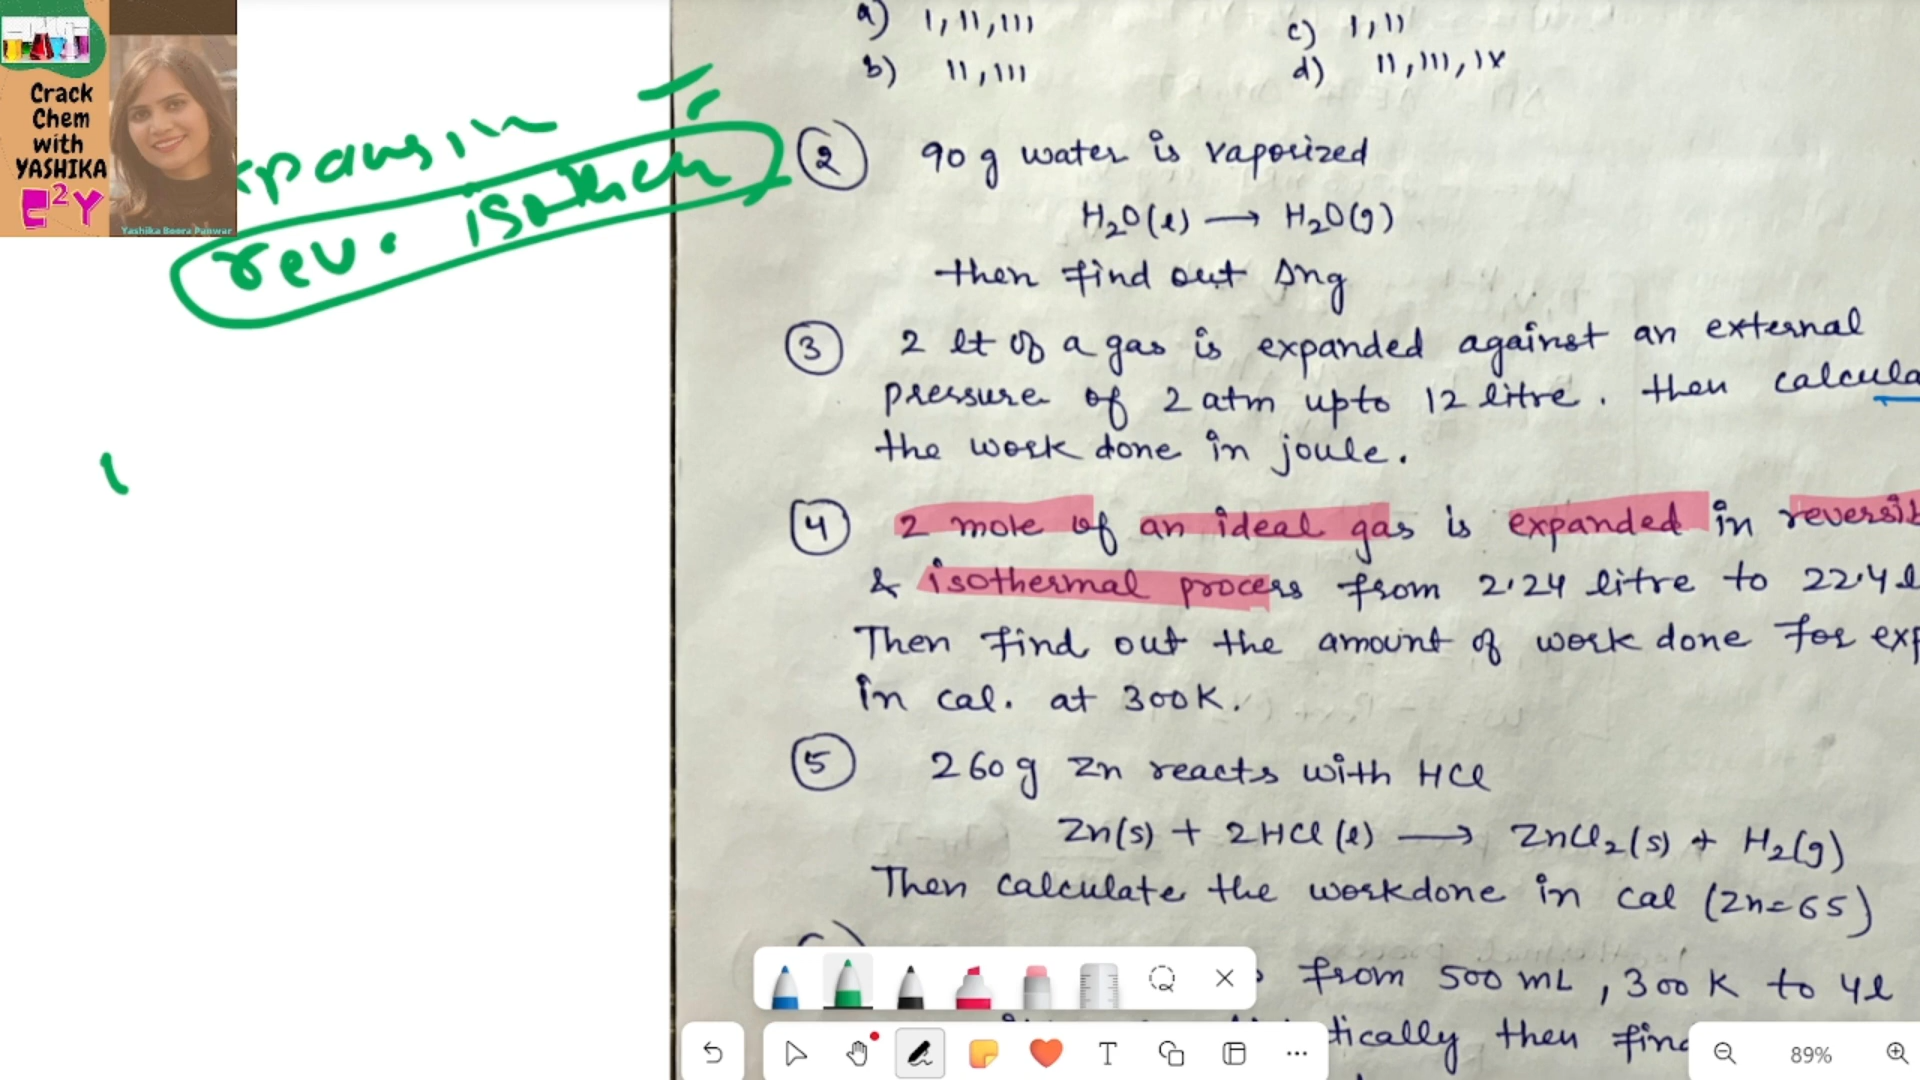 Crack
Chem
with
YASHIKA
C²Y
Yashika Boora Panwar
xpansin
rev. isothem
a) I, II, III
c) I, II
b) II, III
d) II, III, IX
② 90 g water is vaporized
H₂O(l) → H₂O(g)
then find out Δng
③ 2 lt of a gas is expanded against an external
pressure of 2 atm upto 12 litre. then calcula
the work done in joule.
④ 2 mole of an ideal gas is expanded in reversib
& isothermal process from 2.24 litre to 22.4 l
Then find out the amount of work done for exp
in cal. at 300K.
⑤ 260 g Zn reacts with HCl
Zn(s) + 2HCl(l) → ZnCl₂(s) + H₂(g)
Then calculate the workdone in cal (Zn=65)
from 500 mL, 300 K to 4l
tically then find
89%